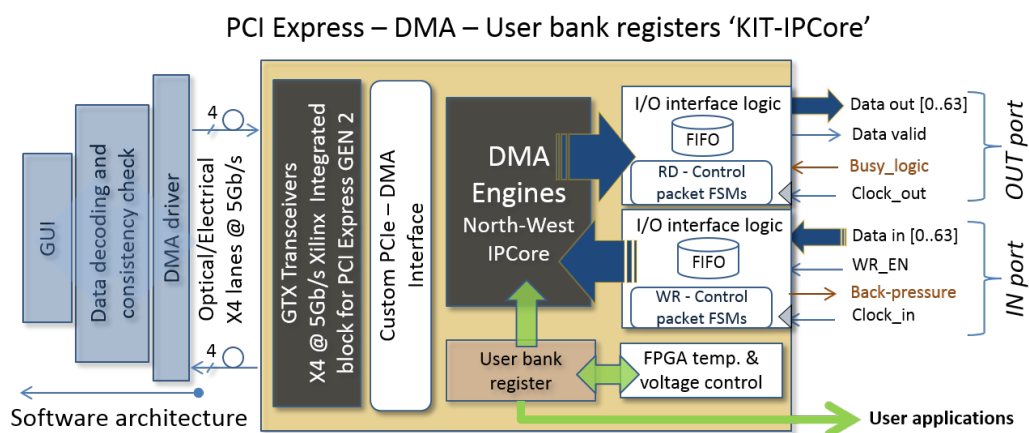 PCI Express – DMA – User bank registers ‘KIT-IPCore’
GUI
Data decoding and
consistency check
DMA driver
4
Optical/Electrical
X4 lanes @ 5Gb/s
4
Software architecture
GTX Transceivers
X4 @ 5Gb/s Xilinx Integrated
block for PCI Express GEN 2
Custom PCIe – DMA
Interface
DMA
Engines
North-West
IPCore
I/O interface logic
FIFO
RD - Control
packet FSMs
I/O interface logic
FIFO
WR - Control
packet FSMs
User bank
register
FPGA temp. &
voltage control
Data out [0..63]
Data valid
Busy_logic
Clock_out
OUT port
Data in [0..63]
WR_EN
Back-pressure
Clock_in
IN port
User applications